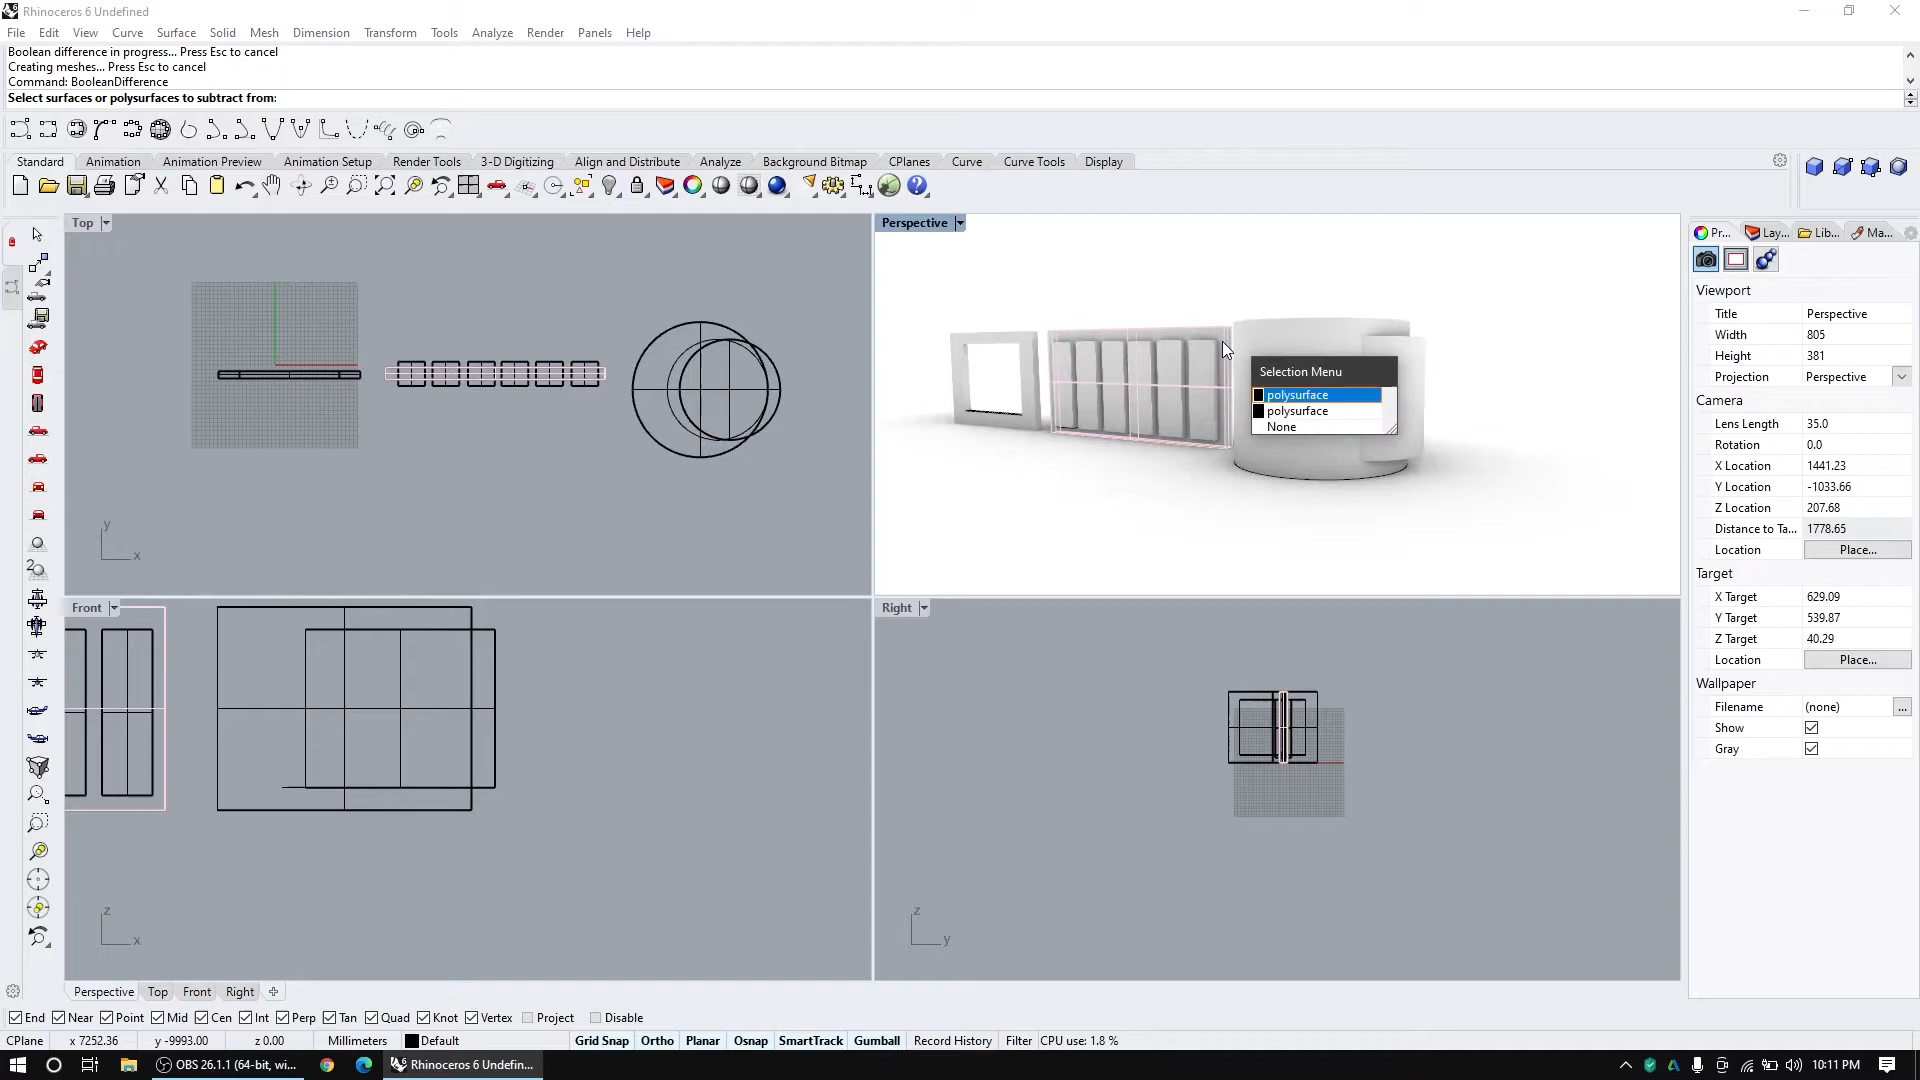 Rhinoceros 6 Undefined
File Edit View Curve Surface Solid Mesh Dimension Transform Tools Analyze Render Panels Help
Boolean difference in progress... Press Esc to cancel
Creating meshes... Press Esc to cancel
Command: BooleanDifference
Select surfaces or polysurfaces to subtract from:
Standard Animation Animation Preview Animation Setup Render Tools 3-D Digitizing Align and Distribute Analyze Background Bitmap CPlanes Curve Curve Tools Display
Top
y
x
Perspective
Selection Menu
polysurface
polysurface
None
Front
z
x
Right
z
y
Pr... Lay... Lib... Ma...
Viewport
Title Perspective
Width 805
Height 381
Projection Perspective
Camera
Lens Length 35.0
Rotation 0.0
X Location 1441.23
Y Location -1033.66
Z Location 207.68
Distance to Ta... 1778.65
Location Place...
Target
X Target 629.09
Y Target 539.87
Z Target 40.29
Location Place...
Wallpaper
Filename (none) ...
Show
Gray
Perspective Top Front Right
End Near Point Mid Cen Int Perp Tan Quad Knot Vertex Project Disable
CPlane x 7252.36 y -9993.00 z 0.00 Millimeters Default Grid Snap Ortho Planar Osnap SmartTrack Gumball Record History Filter CPU use: 1.8 %
OBS 26.1.1 (64-bit, wi... Rhinoceros 6 Undefin... 10:11 PM